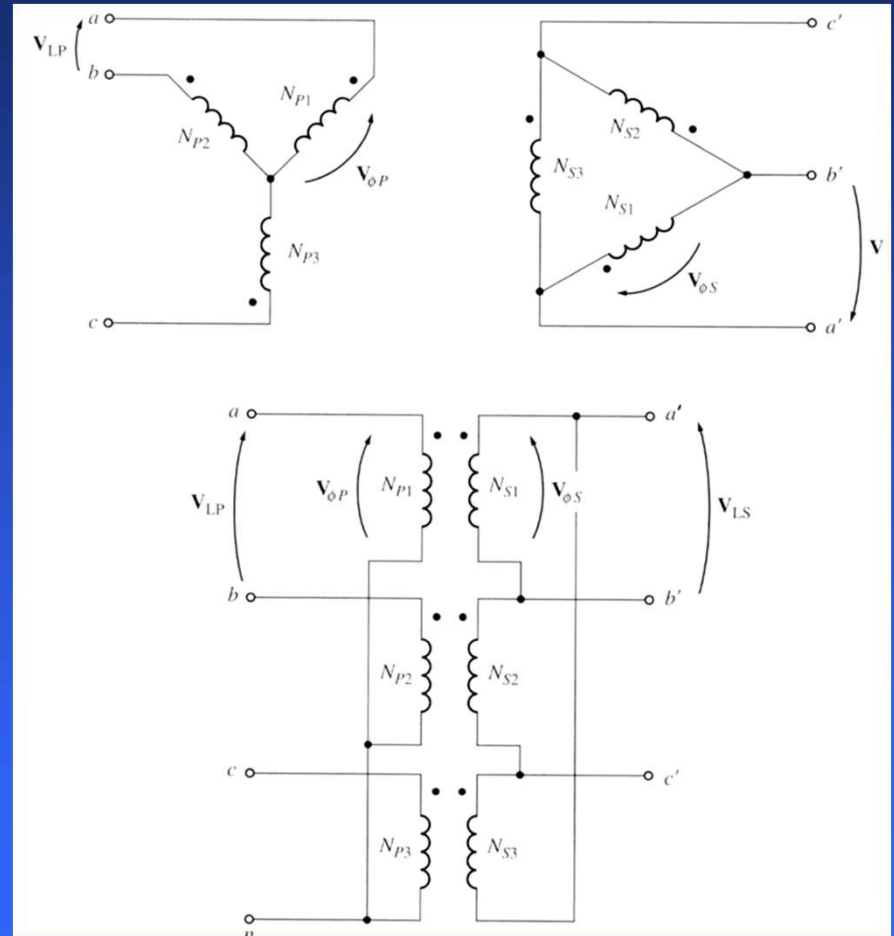 a
c'
V_LP
b
N_P1
N_P2
N_S2
V_ϕP
N_S3
b'
N_S1
N_P3
V
V_ϕS
c
a'
a
a'
V_LP
V_ϕP
N_P1
N_S1
V_ϕS
V_LS
b
b'
N_P2
N_S2
c
c'
N_P3
N_S3